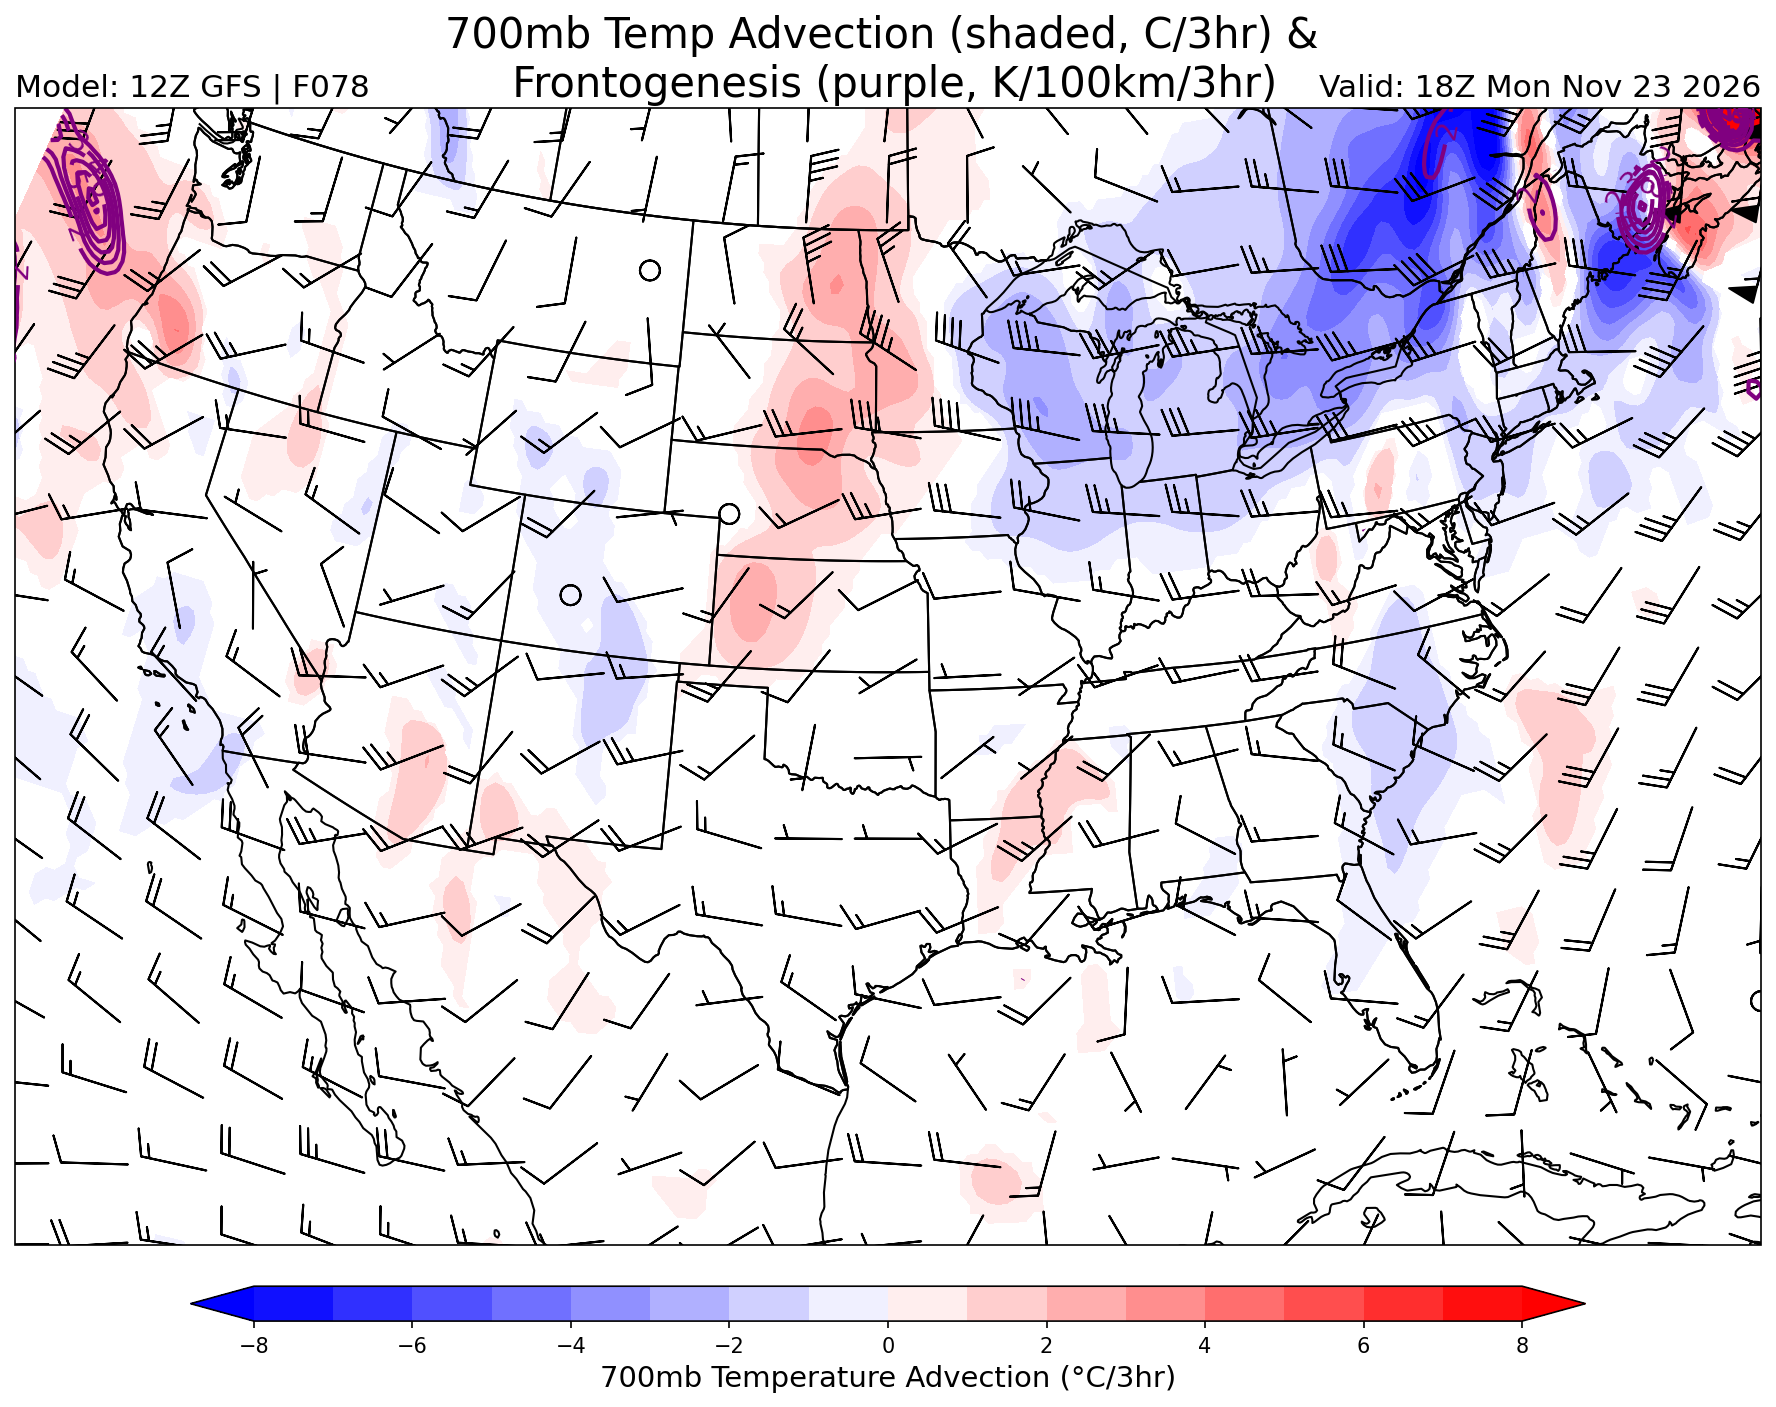 700mb Temp Advection (shaded, C/3hr) &
Model: 12Z GFS | F078
Frontogenesis (purple, K/100km/3hr)
Valid: 18Z Mon Nov 23 2026
−8
−6
−4
−2
0
2
4
6
8
700mb Temperature Advection (°C/3hr)